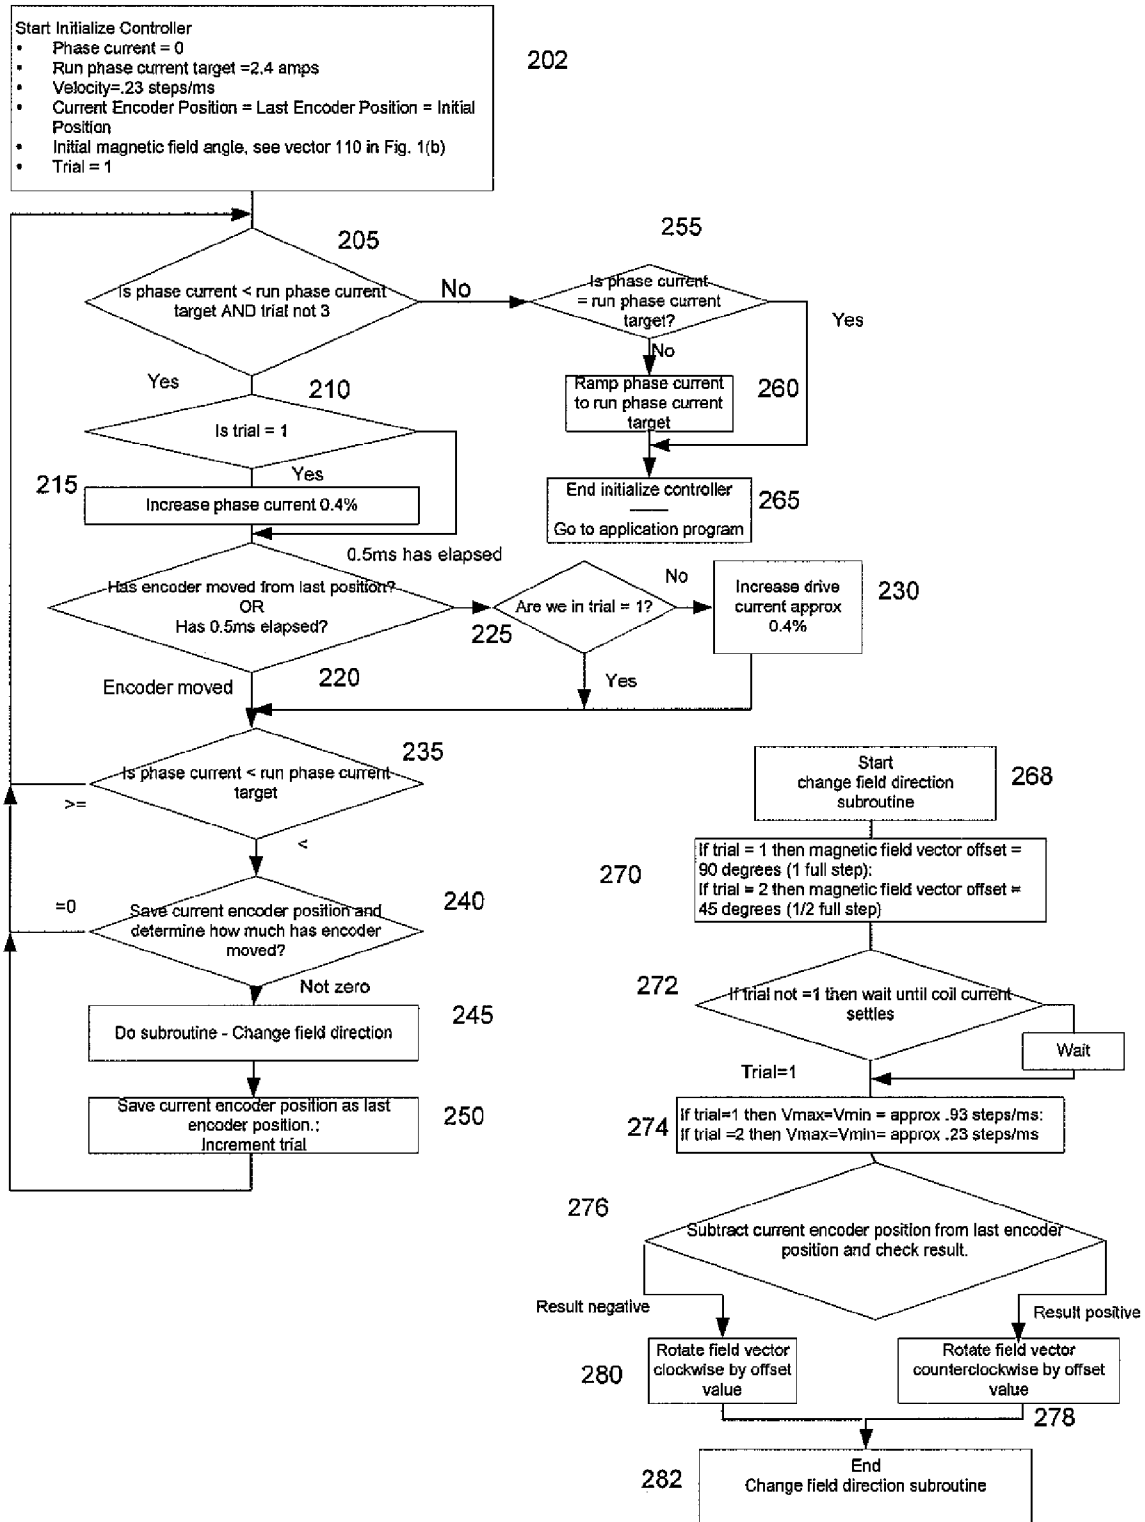 Start Initialize Controller
• Phase current = 0
• Run phase current target =2.4 amps
• Velocity=.23 steps/ms
• Current Encoder Position = Last Encoder Position = Initial
Position
• Initial magnetic field angle, see vector 110 in Fig. 1(b)
• Trial = 1
202
205
Is phase current < run phase current
target AND trial not 3
No
255
Is phase current
= run phase current
target?
Yes
No
Ramp phase current
to run phase current
target
260
End initialize controller
Go to application program
265
Yes
210
Is trial = 1
Yes
215
Increase phase current 0.4%
0.5ms has elapsed
Has encoder moved from last position?
OR
Has 0.5ms elapsed?
220
Encoder moved
Are we in trial = 1?
225
No
Yes
Increase drive
current approx
0.4%
230
235
Is phase current < run phase current
target
>=
<
240
=0
Save current encoder position and
determine how much has encoder
moved?
Not zero
Do subroutine - Change field direction
245
Save current encoder position as last
encoder position.;
Increment trial
250
Start
change field direction
subroutine
268
270
If trial = 1 then magnetic field vector offset =
90 degrees (1 full step);
If trial = 2 then magnetic field vector offset =
45 degrees (1/2 full step)
272
If trial not =1 then wait until coil current
settles
Wait
Trial=1
274
If trial=1 then Vmax=Vmin = approx .93 steps/ms;
If trial =2 then Vmax=Vmin= approx .23 steps/ms
276
Subtract current encoder position from last encoder
position and check result.
Result negative
Result positive
280
Rotate field vector
clockwise by offset
value
Rotate field vector
counterclockwise by offset
value
278
282
End
Change field direction subroutine